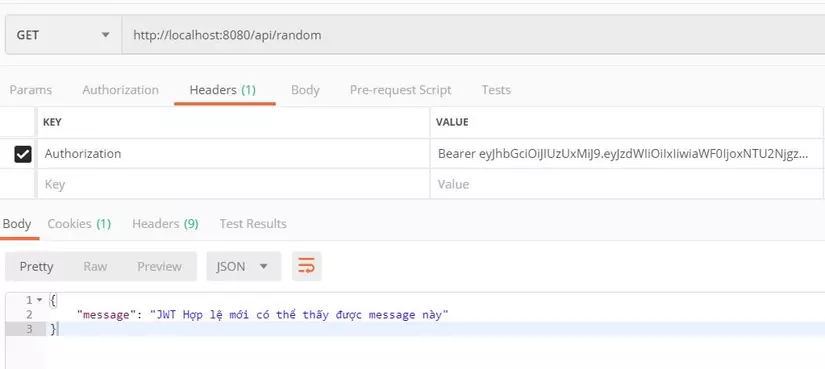 GET http://localhost:8080/api/random
Params Authorization Headers (1) Body Pre-request Script Tests
KEY VALUE
Authorization Bearer eyJhbGciOiJIUzUxMiJ9.eyJzdWIiOiIxIiwiaWF0IjoxNTU2Njgz...
Key Value
Body Cookies (1) Headers (9) Test Results
Pretty Raw Preview JSON
1 {
2 "message": "JWT Hợp lệ mới có thể thấy được message này"
3 }